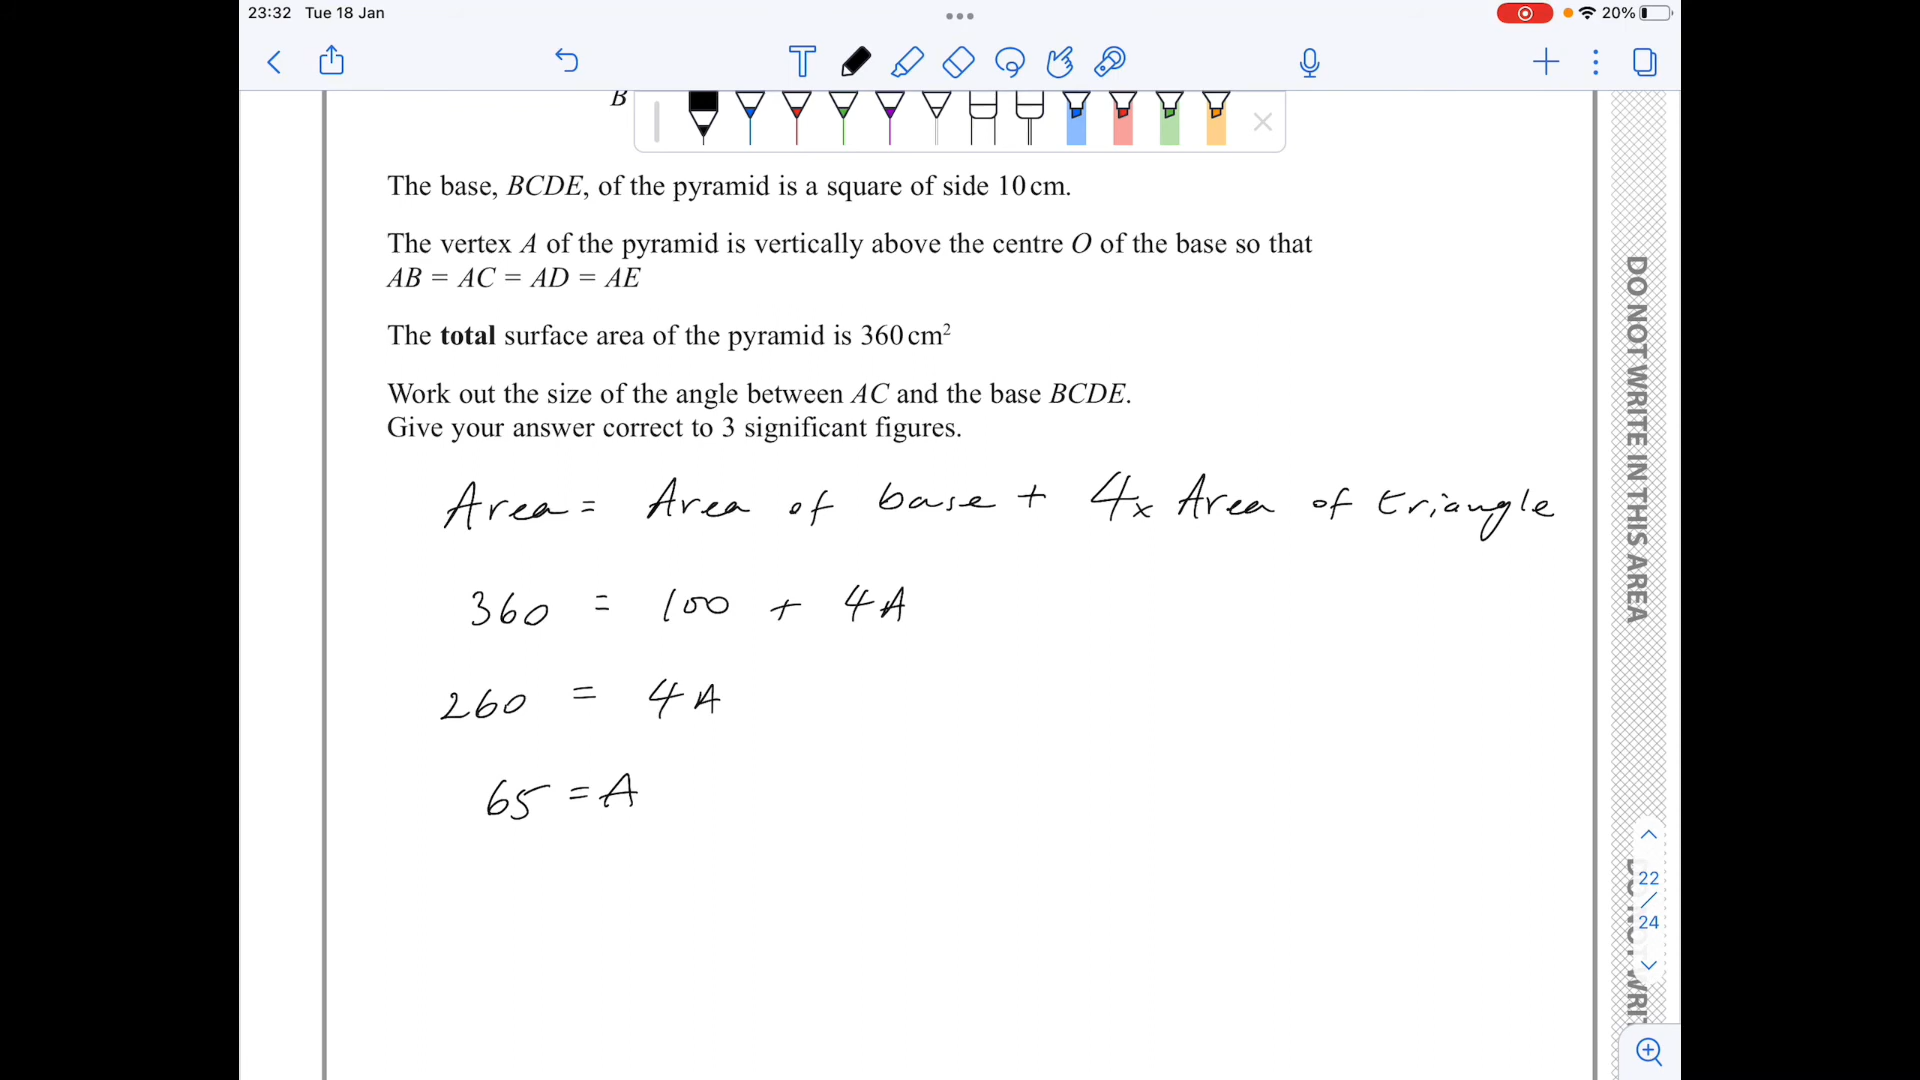 23:32 Tue 18 Jan
20%
T
B
The base, BCDE, of the pyramid is a square of side 10 cm.
The vertex A of the pyramid is vertically above the centre O of the base so that
AB = AC = AD = AE
The total surface area of the pyramid is 360 cm²
Work out the size of the angle between AC and the base BCDE.
Give your answer correct to 3 significant figures.
Area = Area of base + 4x Area of triangle
360 = 100 + 4A
260 = 4A
65 = A
DO NOT WRITE IN THIS AREA
22
24